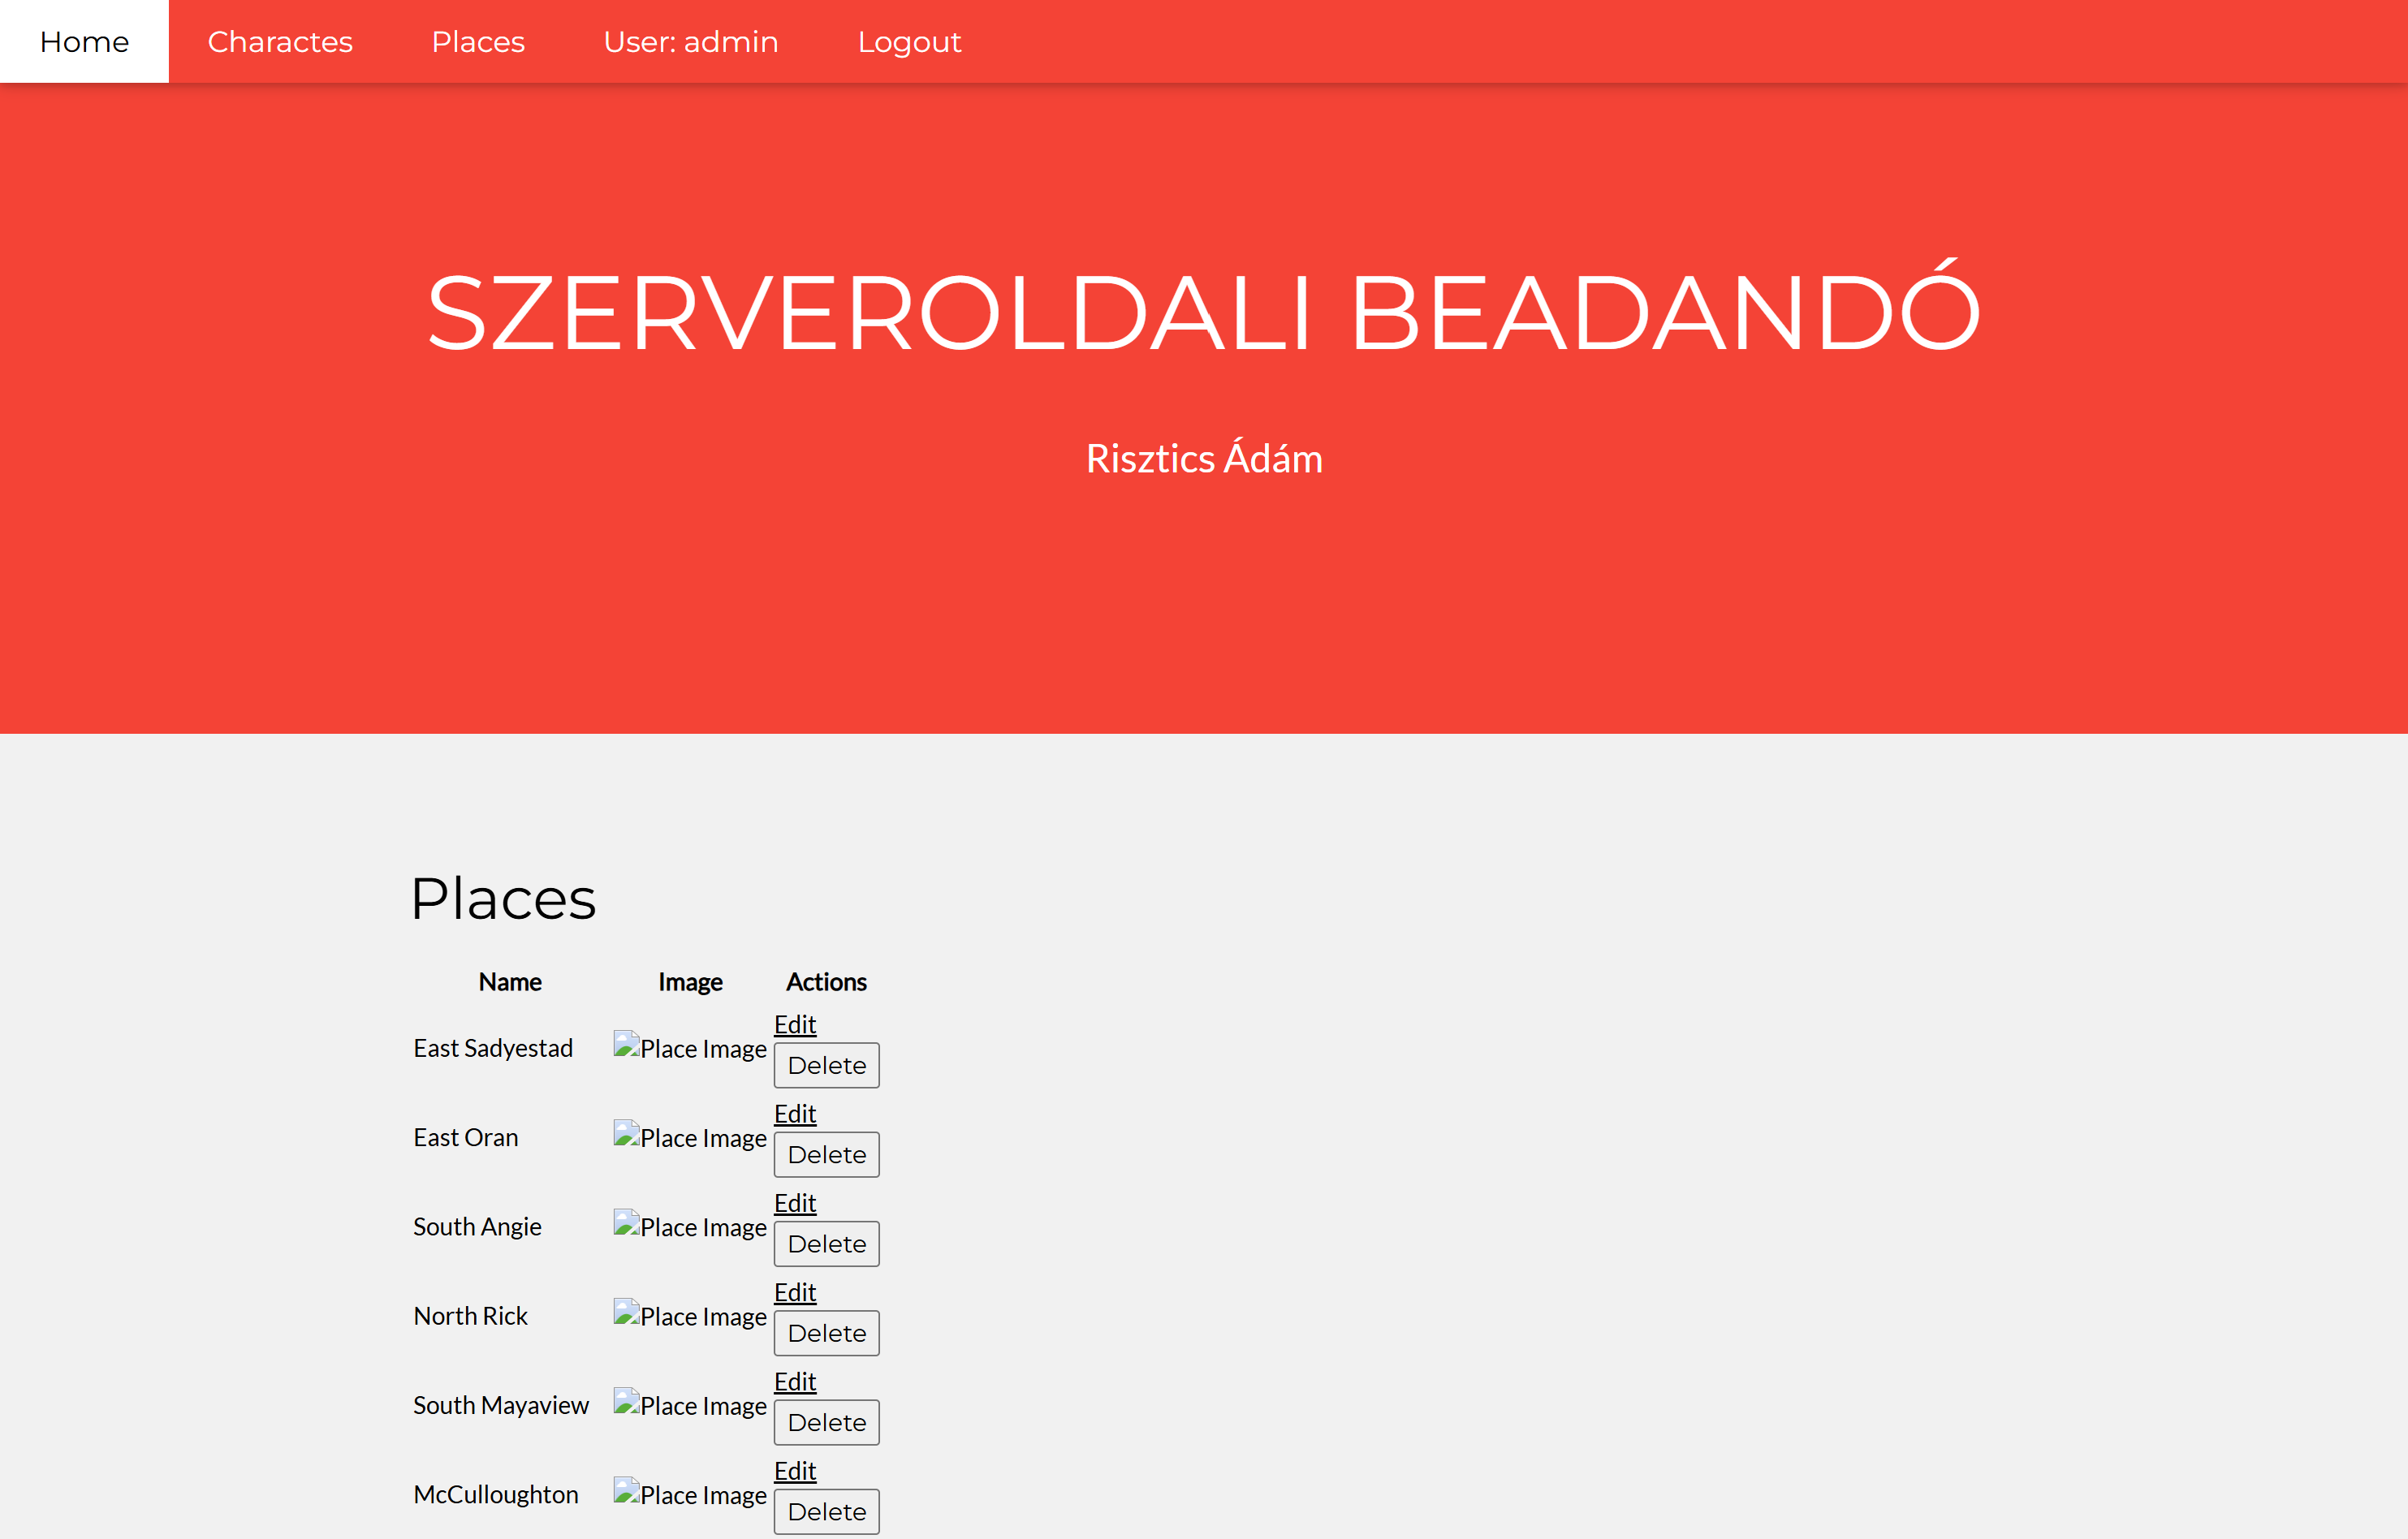 Home Charactes Places User: admin Logout
SZERVEROLDALI BEADANDÓ
Risztics Ádám
Places
Name Image Actions
East Sadyestad Place Image Edit
Delete
East Oran Place Image Edit
Delete
South Angie Place Image Edit
Delete
North Rick Place Image Edit
Delete
South Mayaview Place Image Edit
Delete
McCulloughton Place Image Edit
Delete